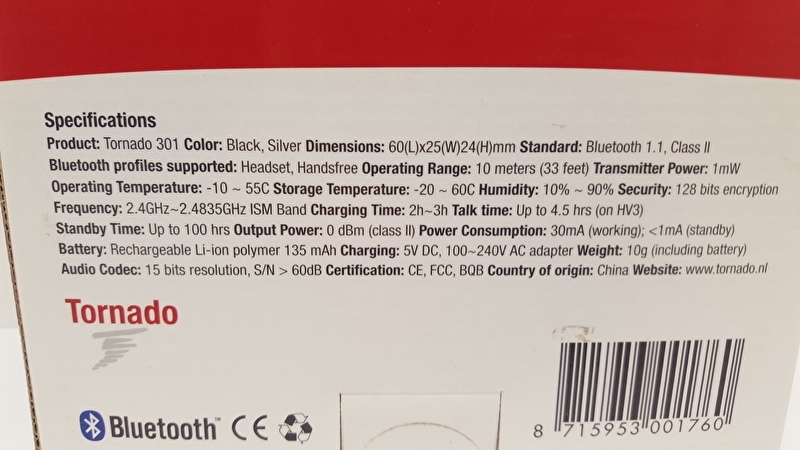 Specifications
Product: Tornado 301 Color: Black, Silver Dimensions: 60(L)x25(W)24(H)mm Standard: Bluetooth 1.1, Class II
Bluetooth profiles supported: Headset, Handsfree Operating Range: 10 meters (33 feet) Transmitter Power: 1mW
Operating Temperature: -10 ~ 55C Storage Temperature: -20 ~ 60C Humidity: 10% ~ 90% Security: 128 bits encryption
Frequency: 2.4GHz~2.4835GHz ISM Band Charging Time: 2h~3h Talk time: Up to 4.5 hrs (on HV3)
Standby Time: Up to 100 hrs Output Power: 0 dBm (class II) Power Consumption: 30mA (working); <1mA (standby)
Battery: Rechargeable Li-ion polymer 135 mAh Charging: 5V DC, 100~240V AC adapter Weight: 10g (including battery)
Audio Codec: 15 bits resolution, S/N > 60dB Certification: CE, FCC, BQB Country of origin: China Website: www.tornado.nl
Tornado
Bluetooth™ CE
8 715953 001760